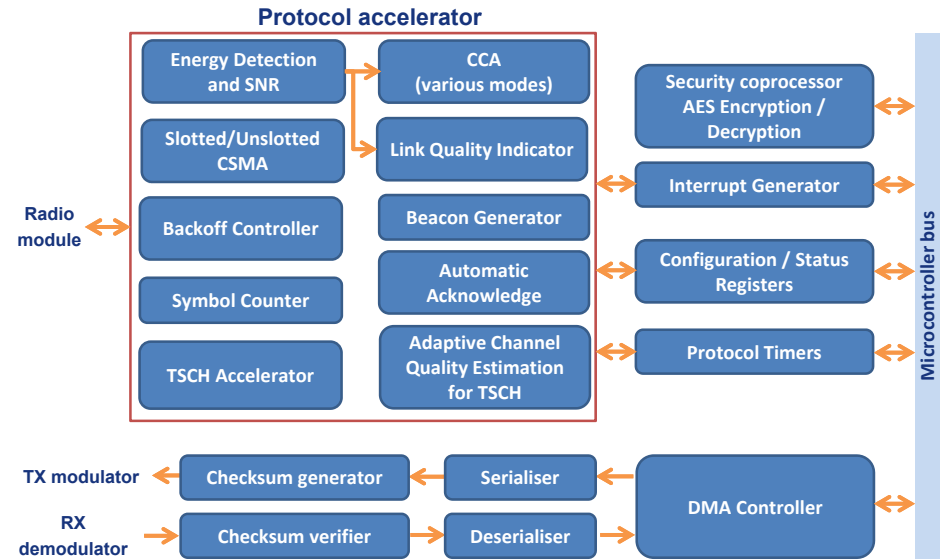 Protocol accelerator
Energy Detection
and SNR
CCA
(various modes)
Slotted/Unslotted
CSMA
Link Quality Indicator
Backoff Controller
Beacon Generator
Symbol Counter
Automatic
Acknowledge
TSCH Accelerator
Adaptive Channel
Quality Estimation
for TSCH
Radio
module
Security coprocessor
AES Encryption /
Decryption
Interrupt Generator
Configuration / Status
Registers
Protocol Timers
Microcontroller bus
TX modulator
Checksum generator
Serialiser
DMA Controller
RX
demodulator
Checksum verifier
Deserialiser